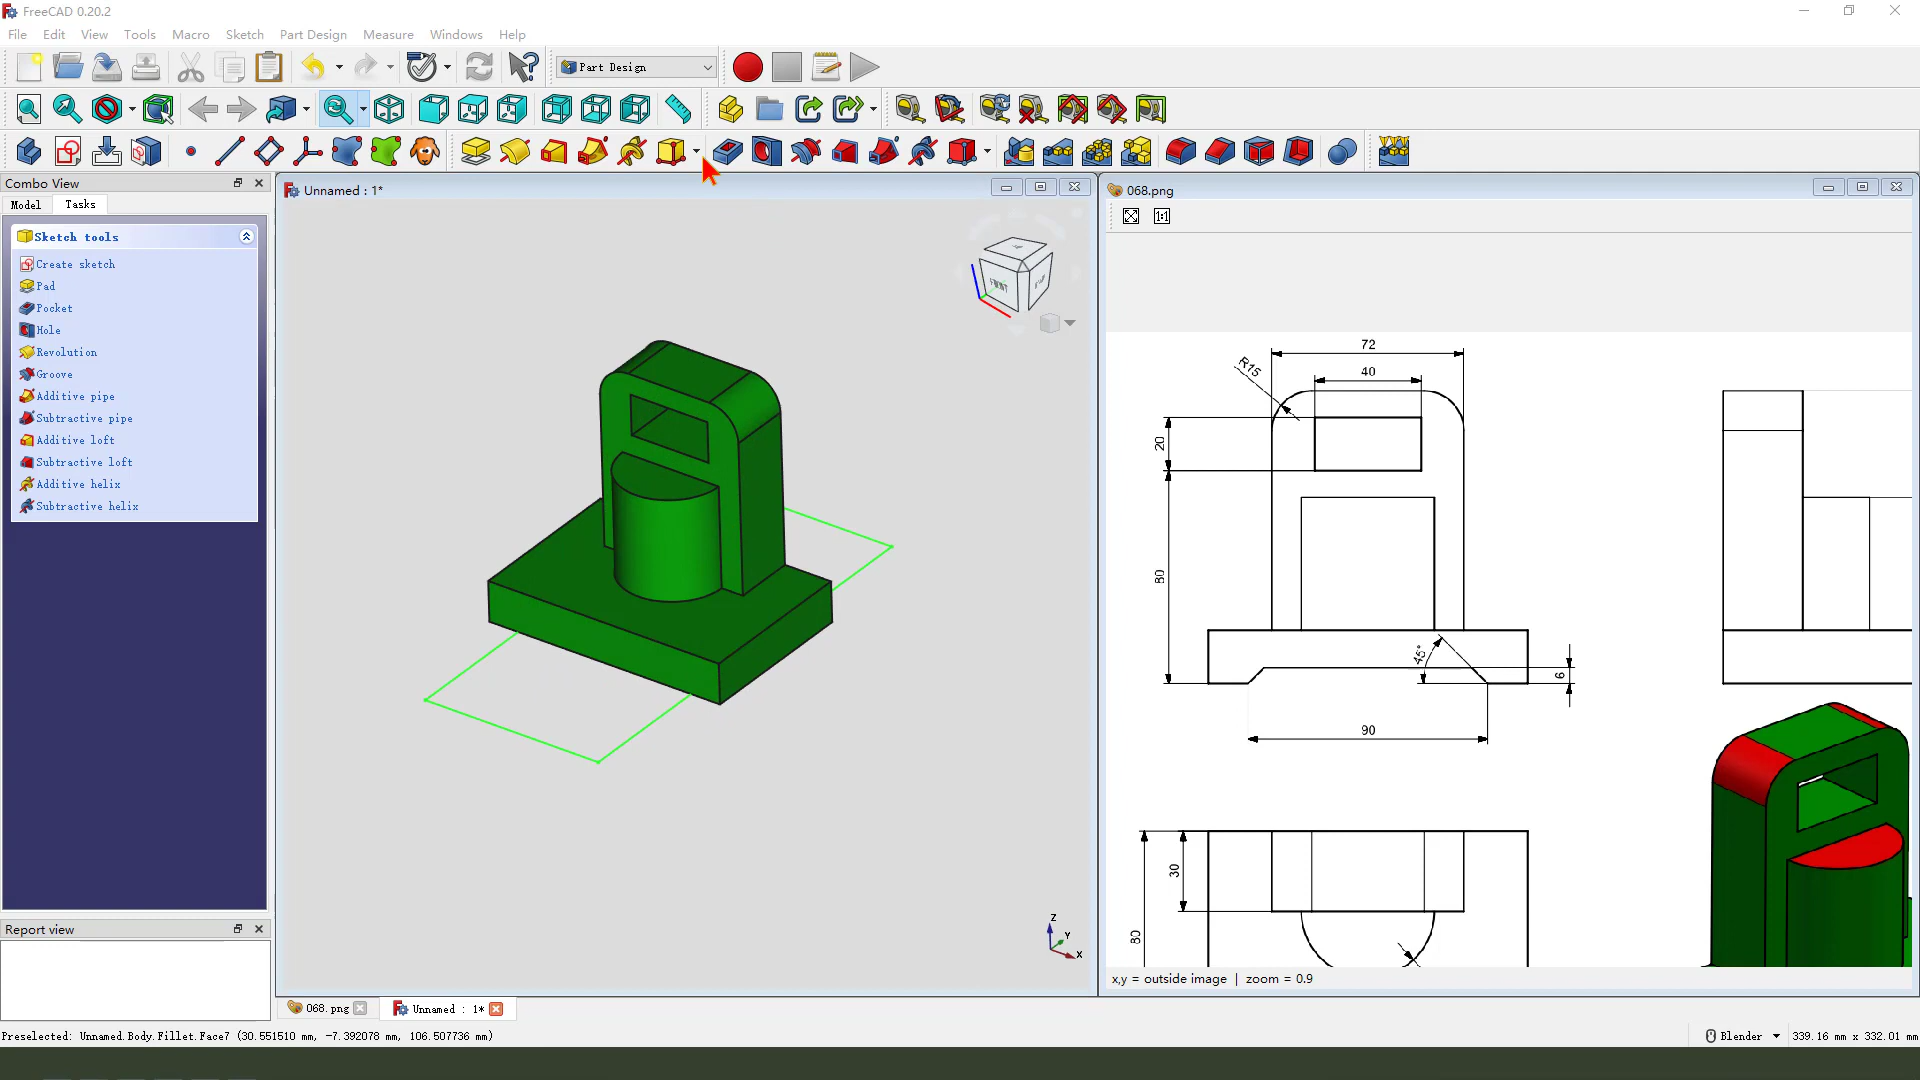 FreeCAD 0.20.2
File Edit View Tools Macro Sketch Part Design Measure Windows Help
Part Design
Combo View
Model Tasks
Sketch tools
Create sketch
Pad
Pocket
Hole
Revolution
Groove
Additive pipe
Subtractive pipe
Additive loft
Subtractive loft
Additive helix
Subtractive helix
Report view
Unnamed : 1*
FRONT
Z
Y
X
068.png
1:1
72
R15
40
20
80
45°
6
90
30
80
x,y = outside image | zoom = 0.9
068.png
Unnamed : 1*
Preselected: Unnamed.Body.Fillet.Face7 (30.551510 mm, -7.392078 mm, 106.507736 mm)
Blender
339.16 mm x 332.01 mm